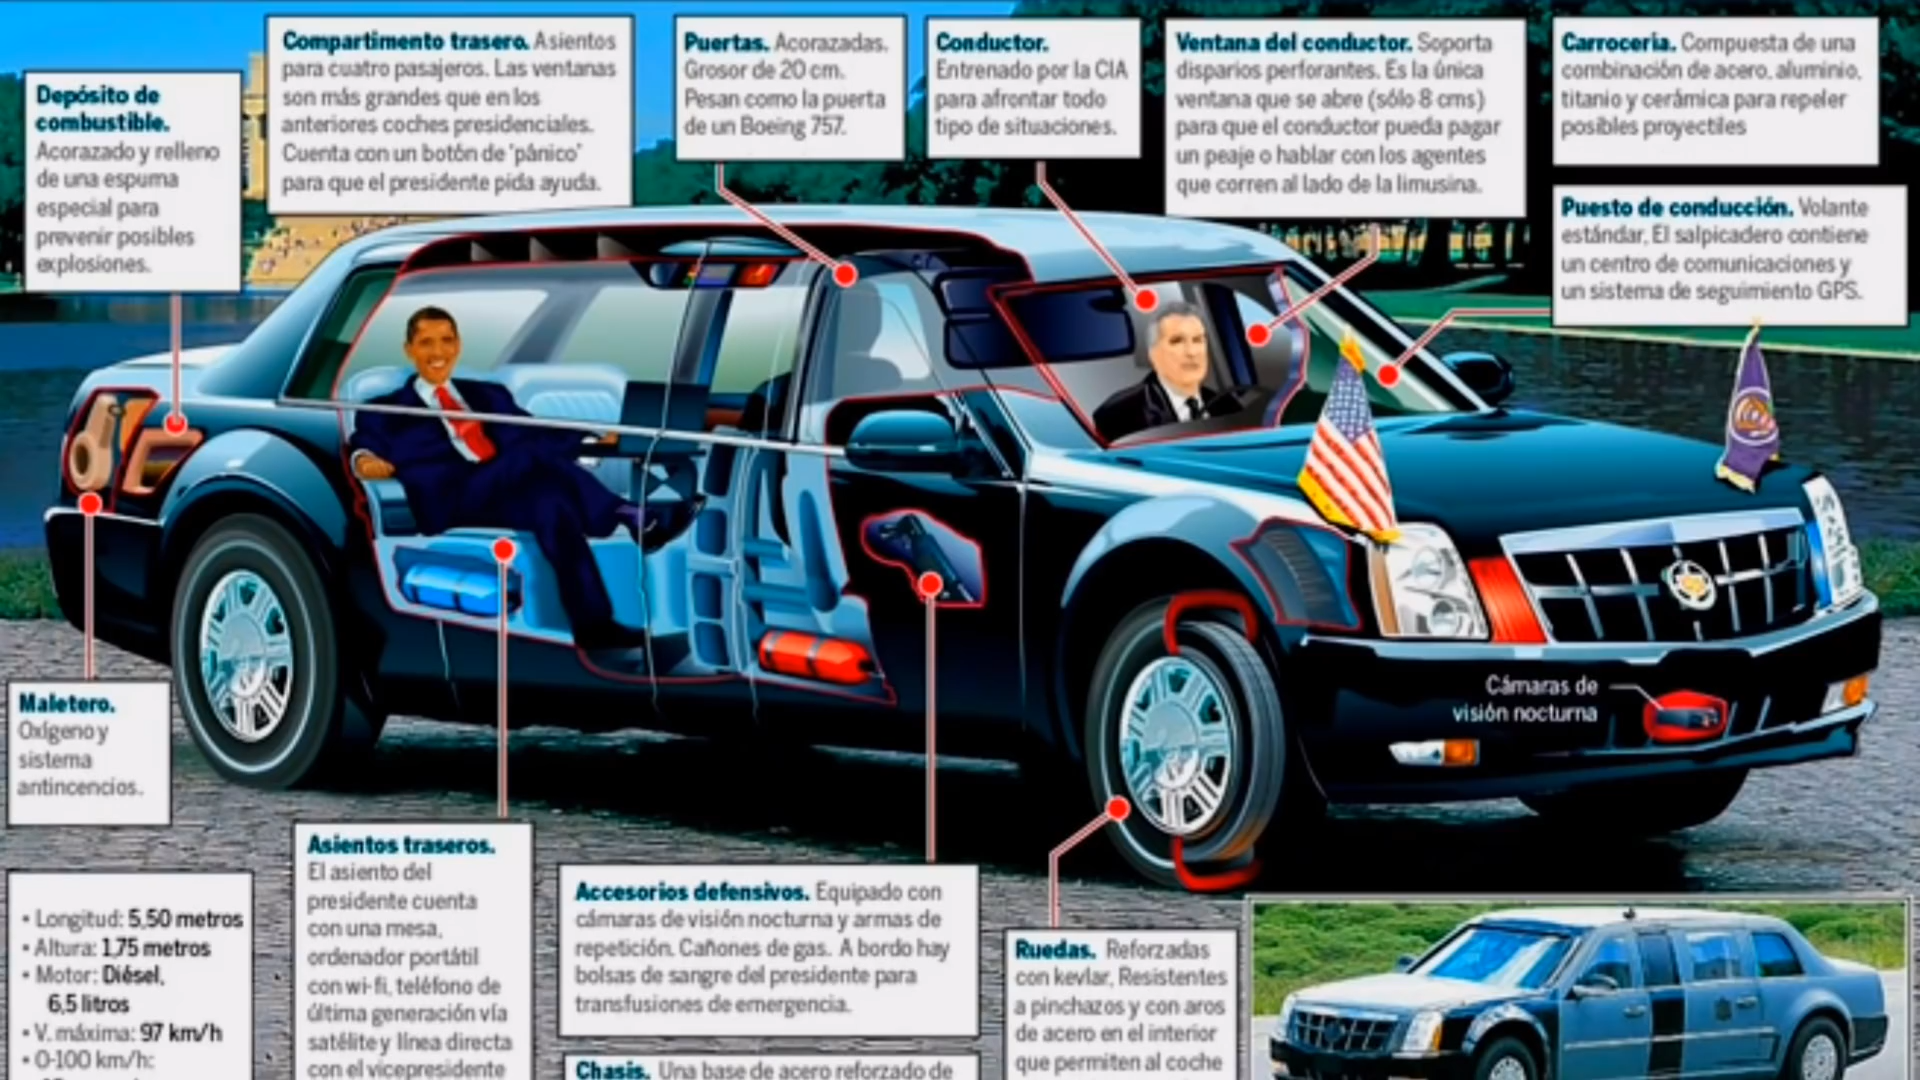 Depósito de
combustible.
Acorazado y relleno
de una espuma
especial para
prevenir posibles
explosiones.
Compartimento trasero. Asientos
para cuatro pasajeros. Las ventanas
son más grandes que en los
anteriores coches presidenciales.
Cuenta con un botón de 'pánico'
para que el presidente pida ayuda.
Puertas. Acorazadas.
Grosor de 20 cm.
Pesan como la puerta
de un Boeing 757.
Conductor.
Entrenado por la CIA
para afrontar todo
tipo de situaciones.
Ventana del conductor. Soporta
disparios perforantes. Es la única
ventana que se abre (sólo 8 cms)
para que el conductor pueda pagar
un peaje o hablar con los agentes
que corren al lado de la limusina.
Carrocería. Compuesta de una
combinación de acero, aluminio,
titanio y cerámica para repeler
posibles proyectiles
Puesto de conducción. Volante
estándar, El salpicadero contiene
un centro de comunicaciones y
un sistema de seguimiento GPS.
Maletero.
Oxígeno y
sistema
antincencios.
Cámaras de
visión nocturna
• Longitud: 5,50 metros
• Altura: 1,75 metros
• Motor: Diésel,
6,5 litros
• V. máxima: 97 km/h
• 0-100 km/h:
Asientos traseros.
El asiento del
presidente cuenta
con una mesa,
ordenador portátil
con wi-fi, teléfono de
última generación vía
satélite y línea directa
con el vicepresidente
Accesorios defensivos. Equipado con
cámaras de visión nocturna y armas de
repetición. Cañones de gas. A bordo hay
bolsas de sangre del presidente para
transfusiones de emergencia.
Chasis. Una base de acero reforzado de
Ruedas. Reforzadas
con kevlar, Resistentes
a pinchazos y con aros
de acero en el interior
que permiten al coche